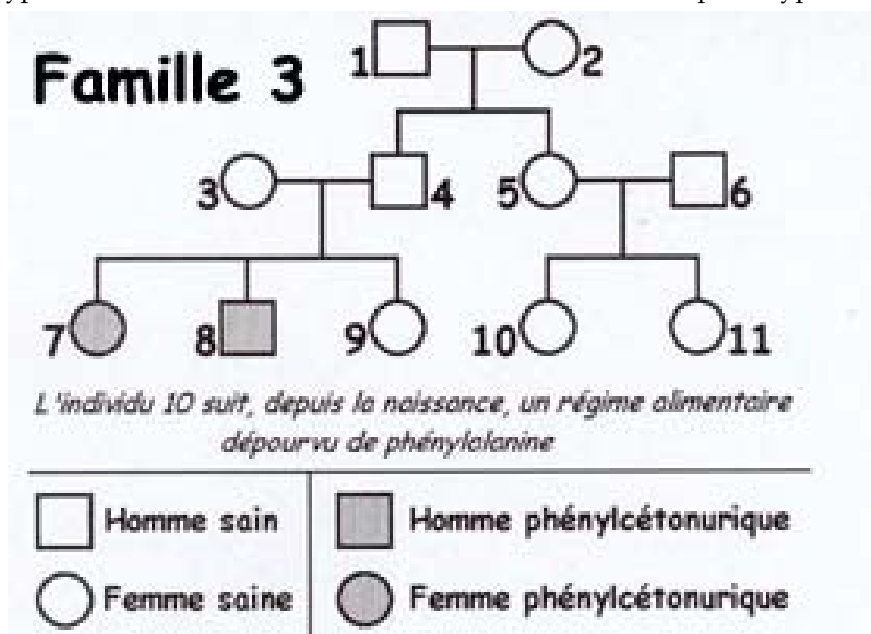 Famille 3
1
2
3
4
5
6
7
8
9
10
11
L'individu 10 suit, depuis la naissance, un régime alimentaire
dépourvu de phénylalanine
Homme sain
Homme phénylcétonurique
Femme saine
Femme phénylcétonurique